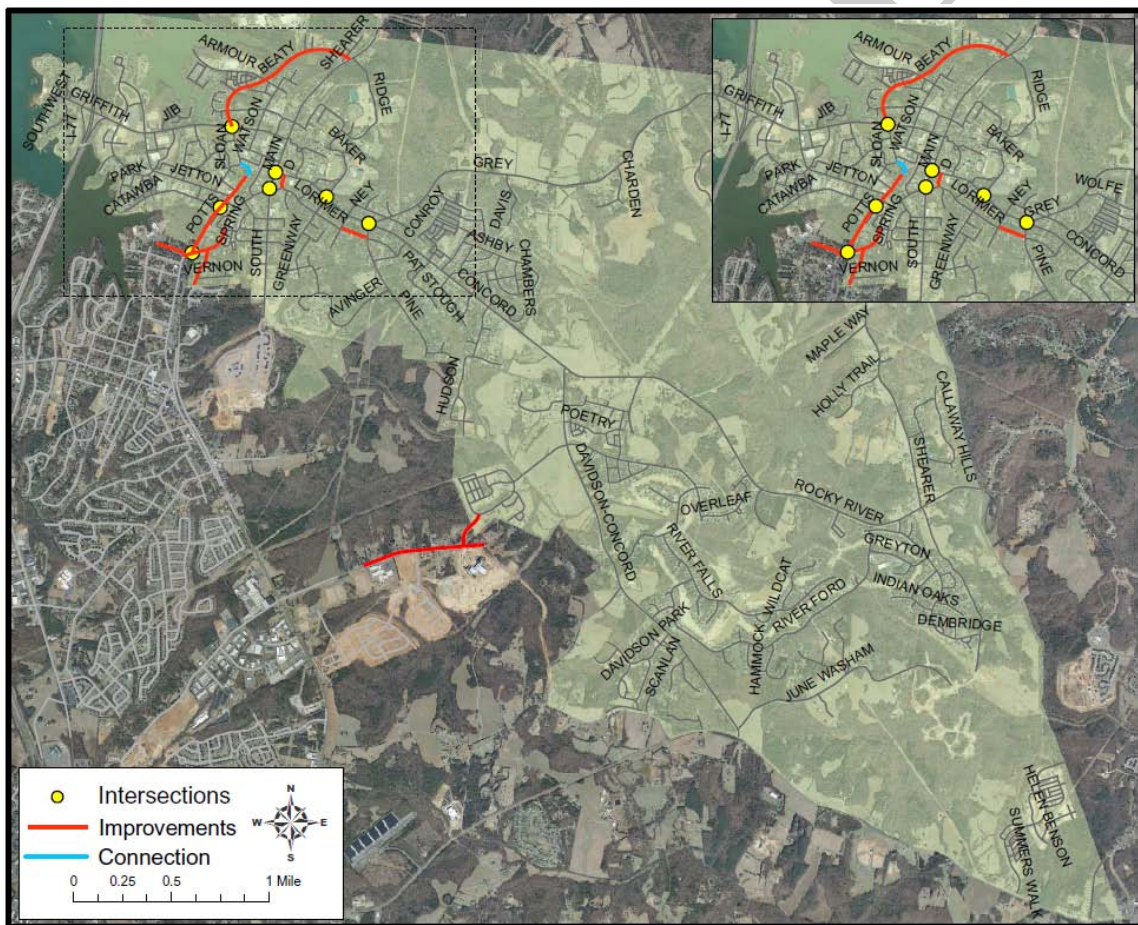 ARMOUR
BEATY
SHEARER
SOUTHWEST
GRIFFITH
I-77
JIB
SLOAN
WATSON
RIDGE
MAIN
D
BAKER
GREY
CHARDEN
PARK
CATAWBA
JETTON
LORIMER
NEY
CONROY
DAVIS
POTTS
SPRING
SOUTH
GREENWAY
ASHBY
CHAMBERS
VERNON
PAT STOUGH
CONCORD
AVINGER
PINE
HUDSON
ARMOUR
BEATY
RIDGE
GRIFFITH
I-77
JIB
SLOAN
WATSON
MAIN
D
BAKER
PARK
CATAWBA
JETTON
LORIMER
NEY
GREY
WOLFE
POTTS
SPRING
SOUTH
GREENWAY
PINE
CONCORD
VERNON
MAPLE WAY
HOLLY TRAIL
CALLAWAY HILLS
SHEARER
POETRY
DAVIDSON-CONCORD
OVERLEAF
ROCKY RIVER
RIVER FALLS
GREYTON
WILDCAT
RIVER FORD
INDIAN OAKS
DEMBRIDGE
DAVIDSON PARK
SCANLAN
HAMMOCK
JUNE WASHAM
HELEN BENSON
SUMMERS WALK
Intersections
Improvements
Connection
N
W E
S
0 0.25 0.5 1 Mile